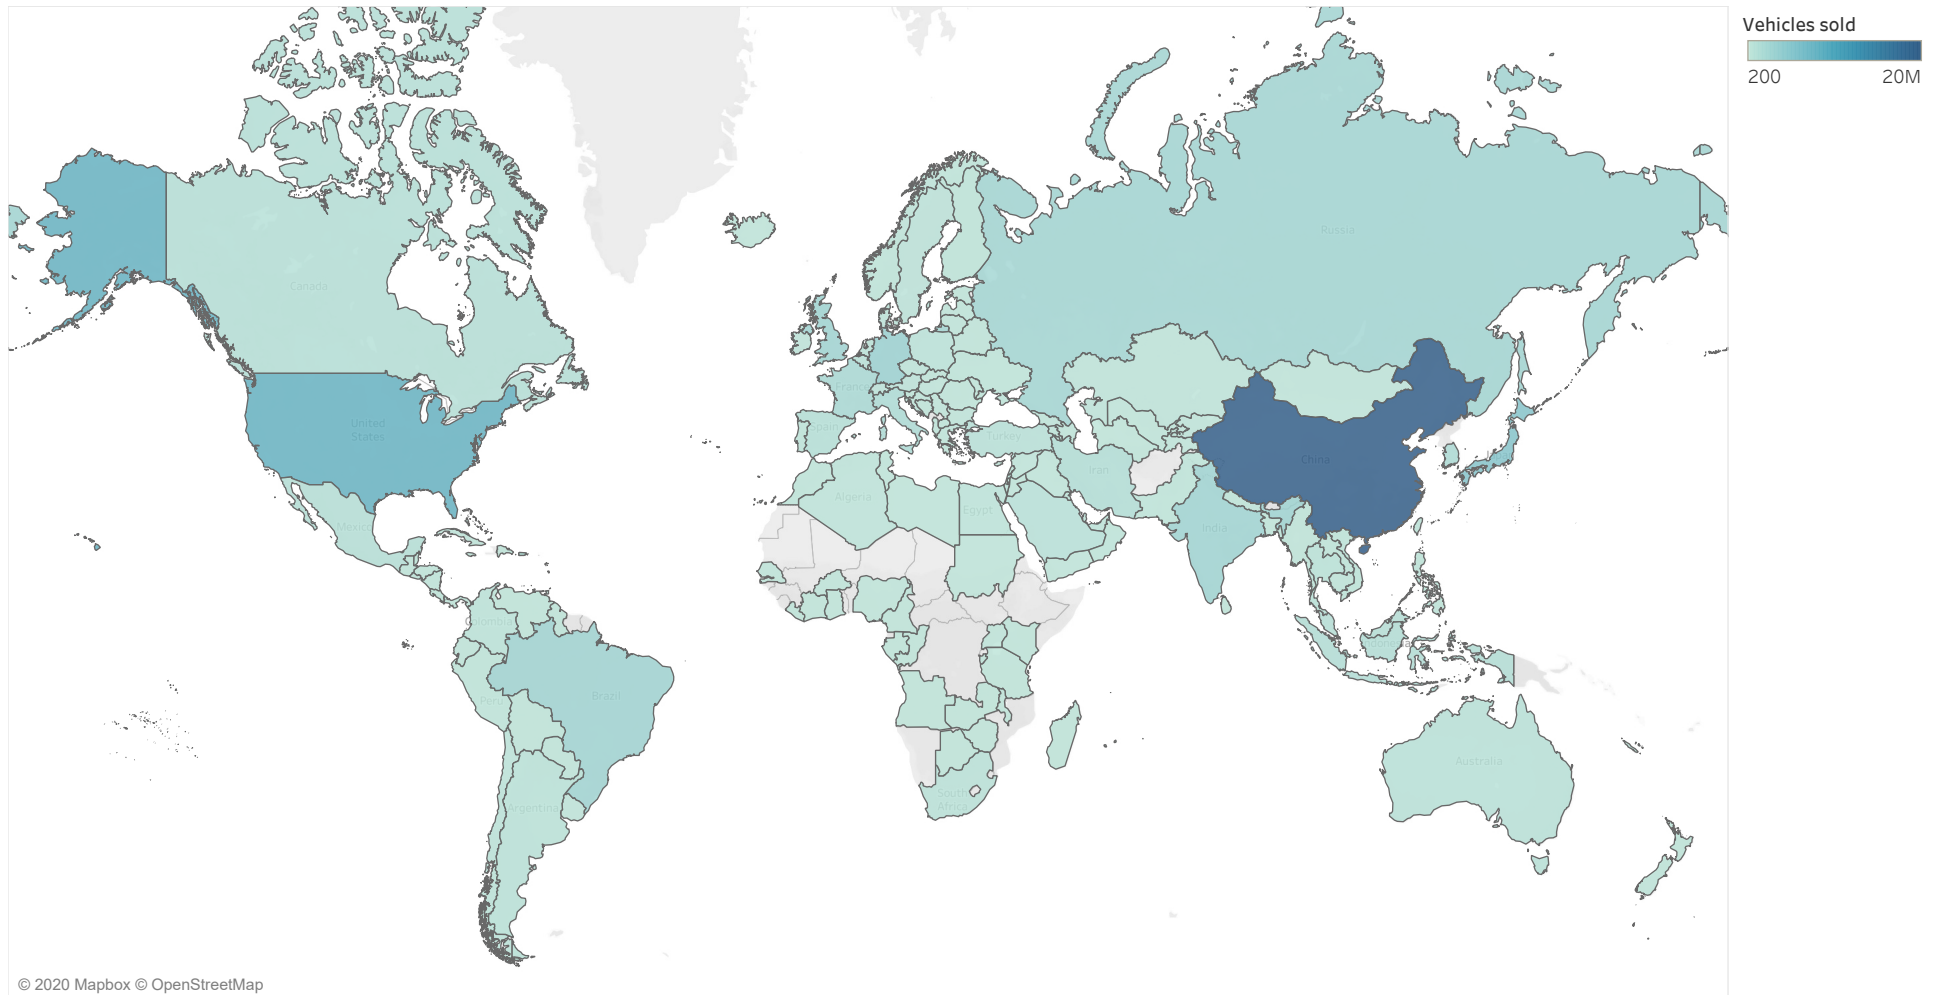 Vehicles sold
200
20M
Russia
Canada
France
United
States
Spain
Turkey
China
Iran
Algeria
Egypt
Mexico
India
Colombia
Indonesia
Brazil
Peru
Australia
South
Africa
Argentina
© 2020 Mapbox © OpenStreetMap